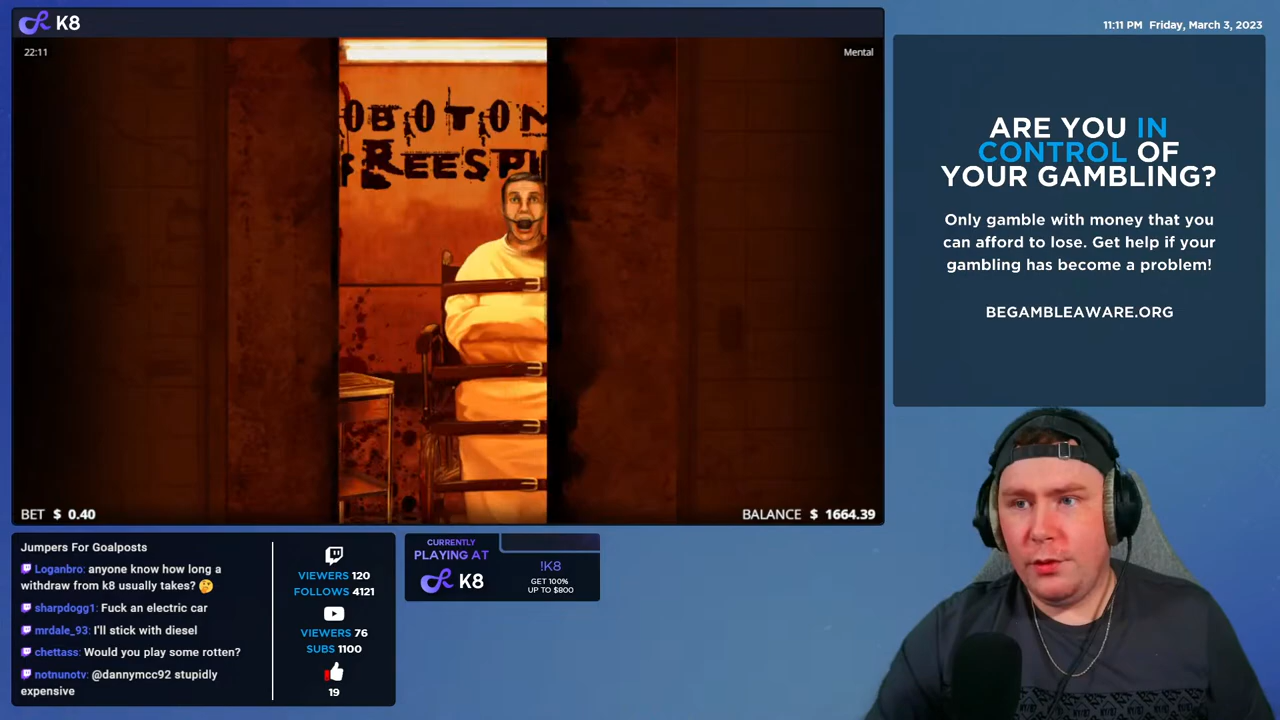 K8
11:11 PM Friday, March 3, 2023
22:11
Mental
OBOTOM
FREESPI
BET $ 0.40
BALANCE $ 1664.39
ARE YOU IN
CONTROL OF
YOUR GAMBLING?
Only gamble with money that you
can afford to lose. Get help if your
gambling has become a problem!
BEGAMBLEAWARE.ORG
Jumpers For Goalposts
Loganbro: anyone know how long a
withdraw from k8 usually takes? 🤔
sharpdogg1: Fuck an electric car
mrdale_93: I'll stick with diesel
chettass: Would you play some rotten?
notnunotv: @dannymcc92 stupidly
expensive
VIEWERS 120
FOLLOWS 4121
VIEWERS 76
SUBS 1100
19
CURRENTLY
PLAYING AT
K8
!K8
GET 100%
UP TO $800